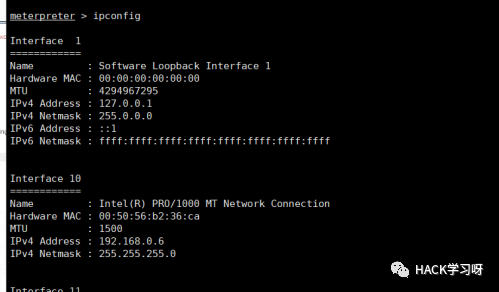 meterpreter > ipconfig
Interface  1
============
Name         : Software Loopback Interface 1
Hardware MAC : 00:00:00:00:00:00
MTU          : 4294967295
IPv4 Address : 127.0.0.1
IPv4 Netmask : 255.0.0.0
IPv6 Address : ::1
IPv6 Netmask : ffff:ffff:ffff:ffff:ffff:ffff:ffff:ffff
Interface 10
============
Name         : Intel(R) PRO/1000 MT Network Connection
Hardware MAC : 00:50:56:b2:36:ca
MTU          : 1500
IPv4 Address : 192.168.0.6
IPv4 Netmask : 255.255.255.0
HACK学习呀
Interface 11